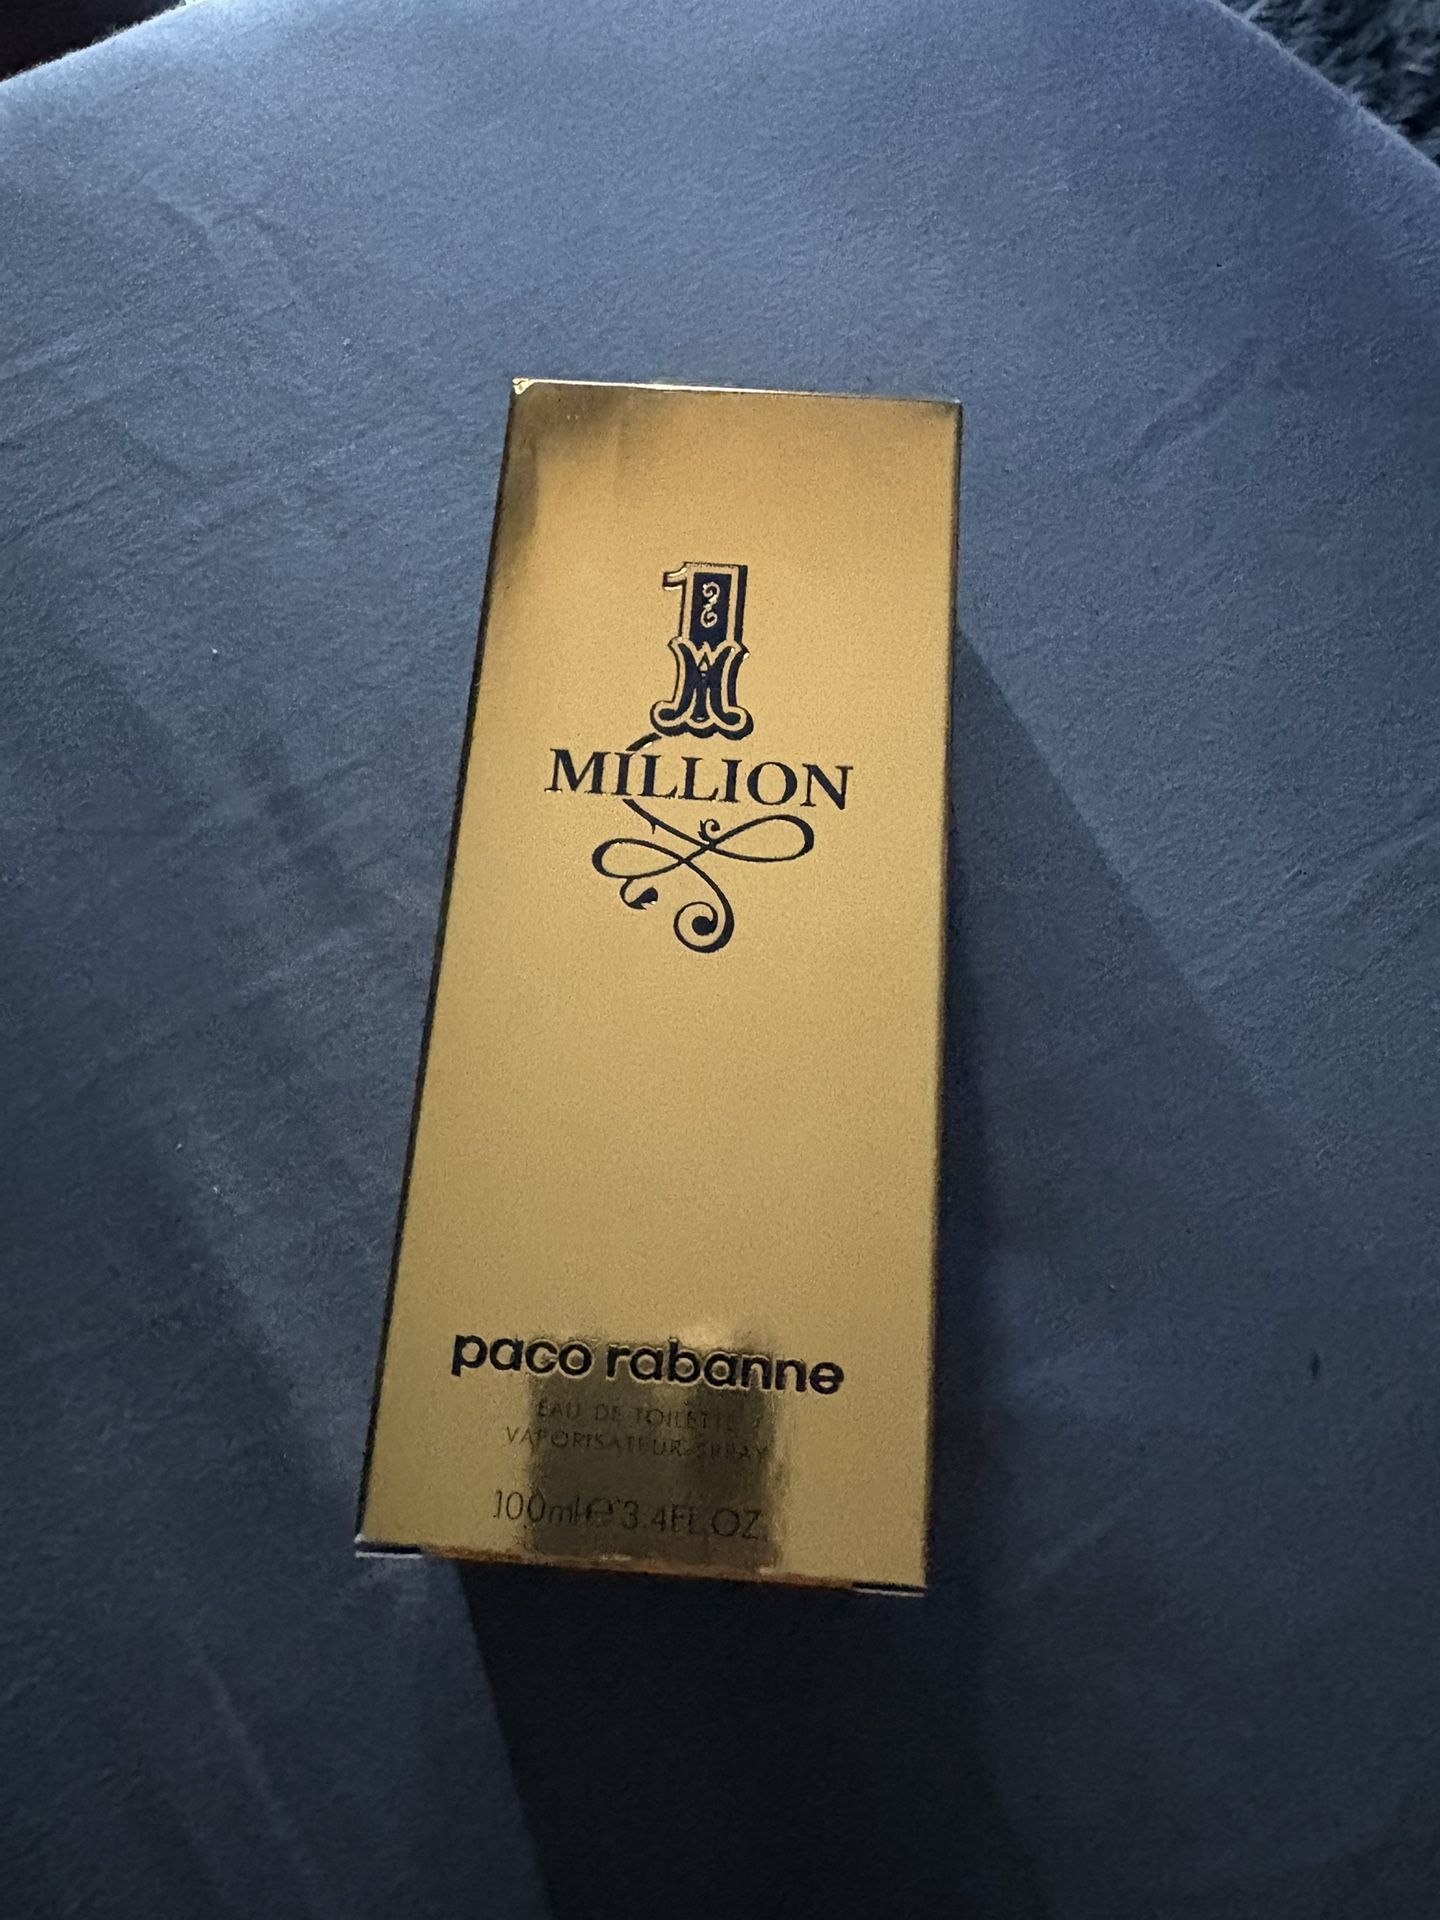 1
MILLION
paco rabanne
EAU DE TOILETTE
VAPORISATEUR-SPRAY
100ml e 3.4FL OZ